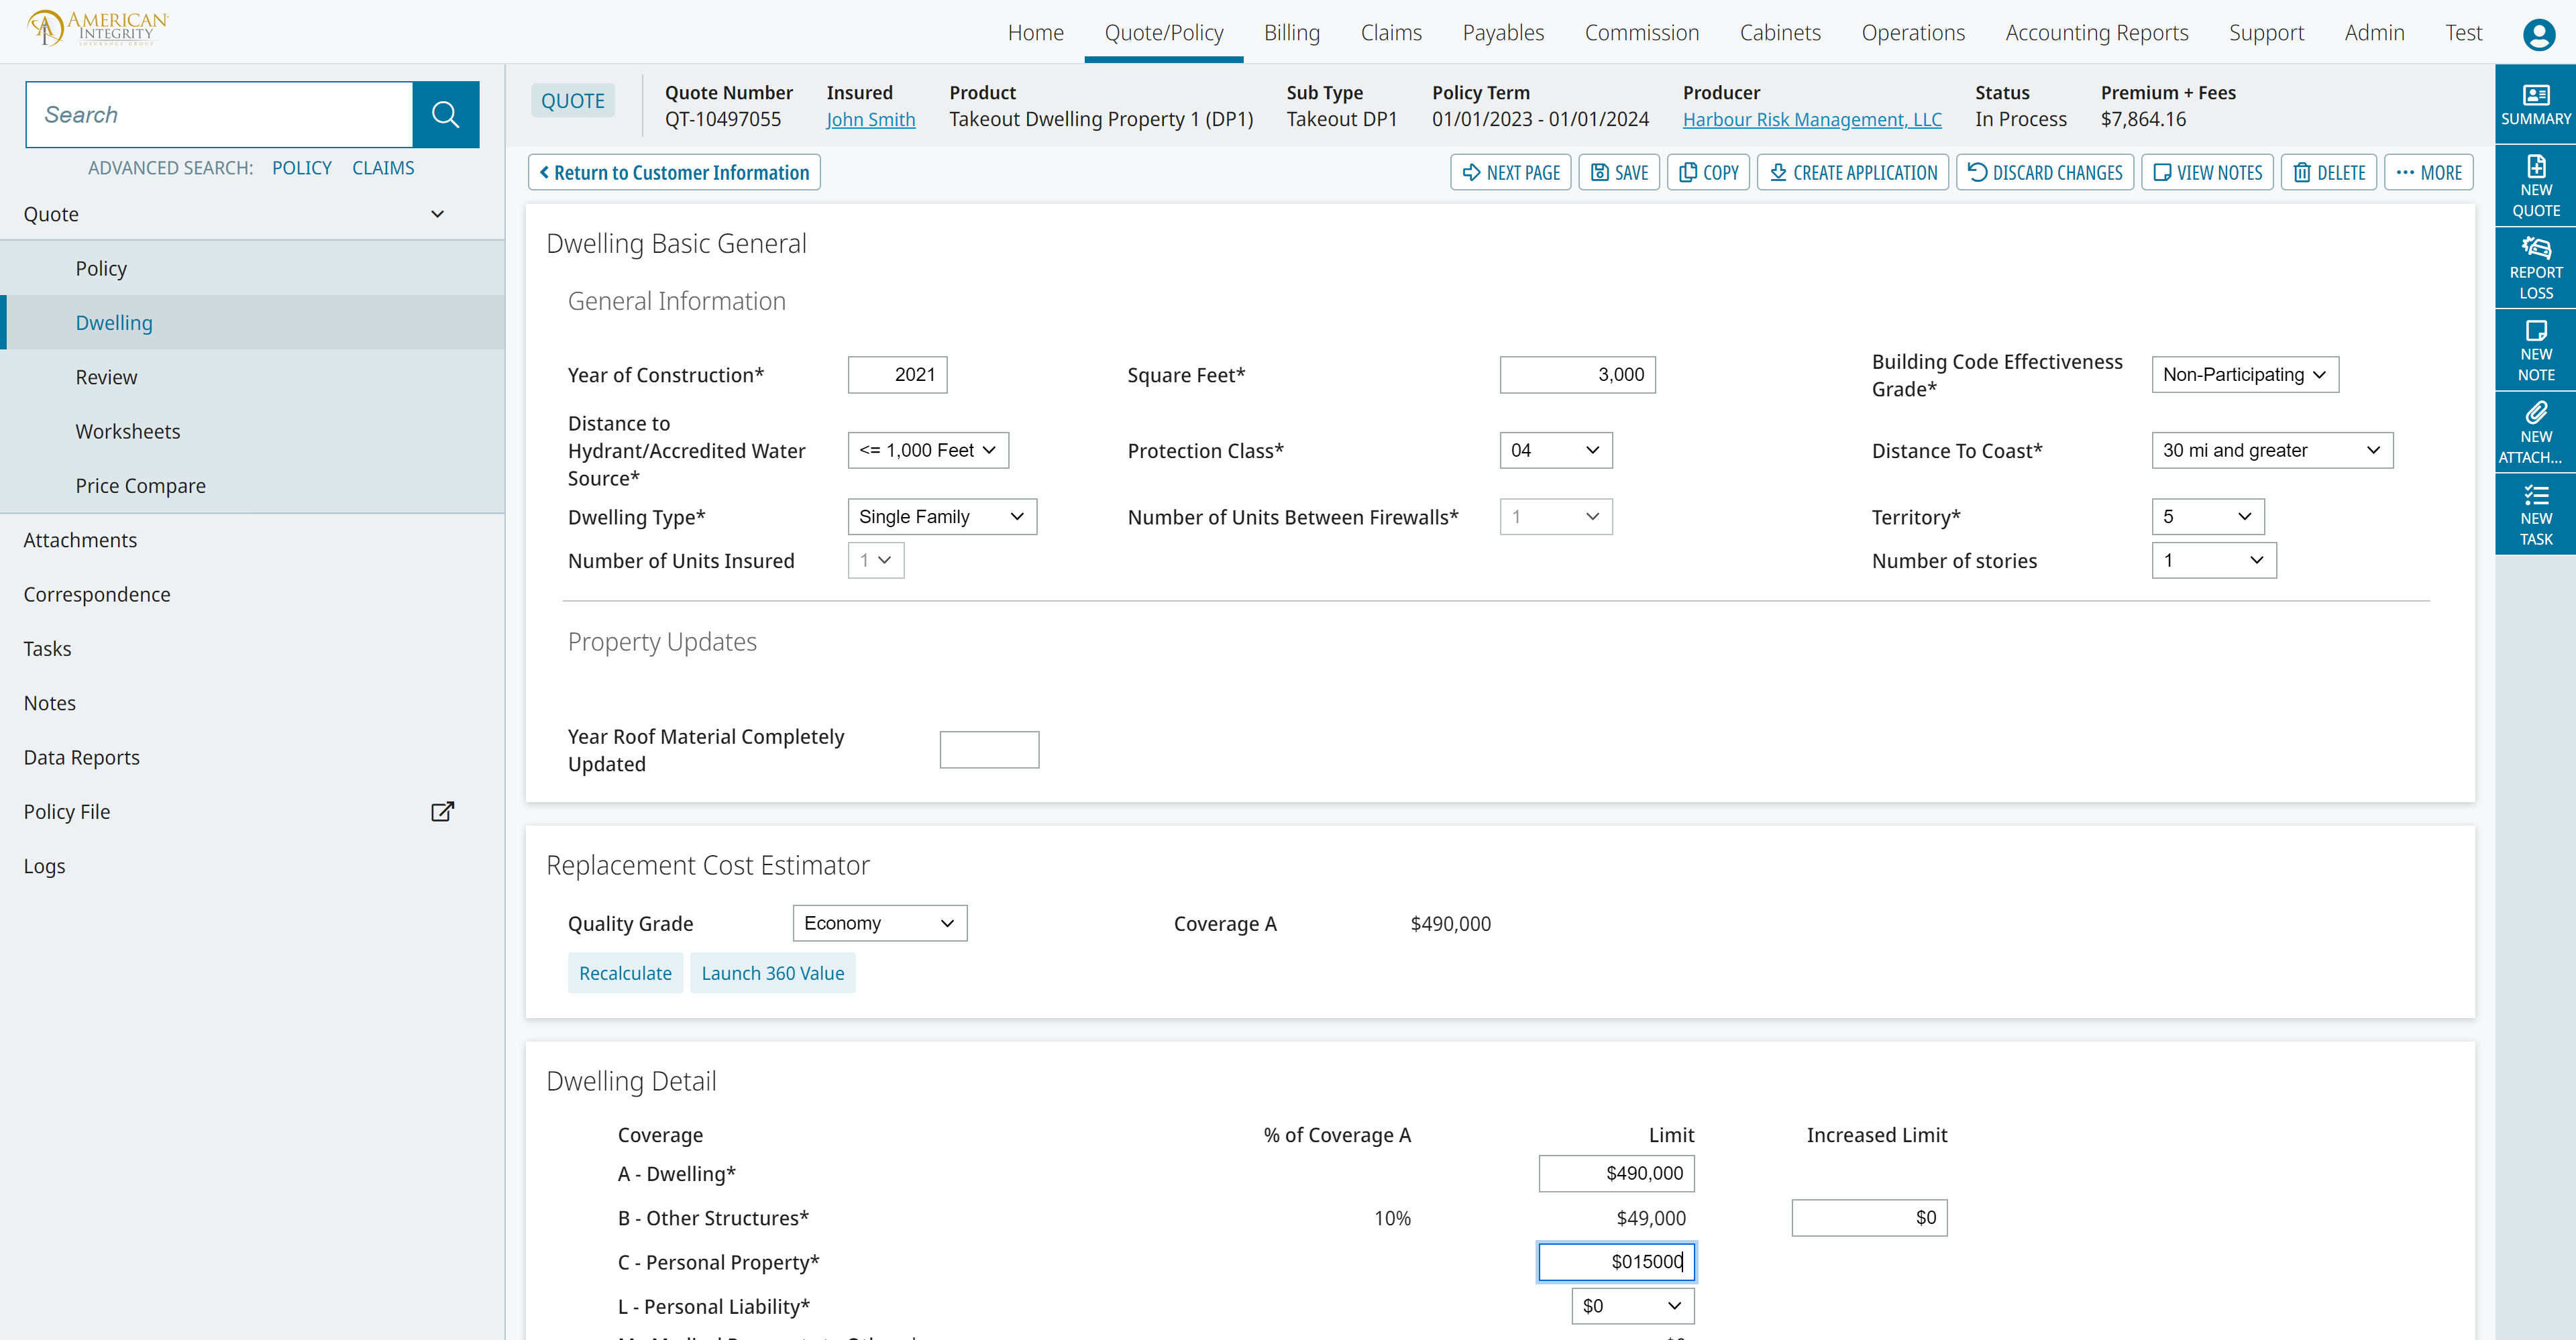 AMERICAN
INTEGRITY
INSURANCE GROUP
Home
Quote/Policy
Billing
Claims
Payables
Commission
Cabinets
Operations
Accounting Reports
Support
Admin
Test
Search
ADVANCED SEARCH: POLICY CLAIMS
Quote
Policy
Dwelling
Review
Worksheets
Price Compare
Attachments
Correspondence
Tasks
Notes
Data Reports
Policy File
Logs
QUOTE
Quote Number
QT-10497055
Insured
John Smith
Product
Takeout Dwelling Property 1 (DP1)
Sub Type
Takeout DP1
Policy Term
01/01/2023 - 01/01/2024
Producer
Harbour Risk Management, LLC
Status
In Process
Premium + Fees
$7,864.16
Return to Customer Information
NEXT PAGE
SAVE
COPY
CREATE APPLICATION
DISCARD CHANGES
VIEW NOTES
DELETE
MORE
Dwelling Basic General
General Information
Year of Construction* 2021
Square Feet* 3,000
Building Code Effectiveness
Grade*
Non-Participating
Distance to
Hydrant/Accredited Water
Source*
<= 1,000 Feet
Protection Class* 04
Distance To Coast* 30 mi and greater
Dwelling Type* Single Family
Number of Units Between Firewalls* 1
Territory* 5
Number of Units Insured 1
Number of stories 1
Property Updates
Year Roof Material Completely
Updated
Replacement Cost Estimator
Quality Grade Economy
Coverage A $490,000
Recalculate
Launch 360 Value
Dwelling Detail
Coverage % of Coverage A Limit Increased Limit
A - Dwelling* $490,000
B - Other Structures* 10% $49,000 $0
C - Personal Property* $015000
L - Personal Liability* $0
SUMMARY
NEW
QUOTE
REPORT
LOSS
NEW
NOTE
NEW
ATTACH...
NEW
TASK